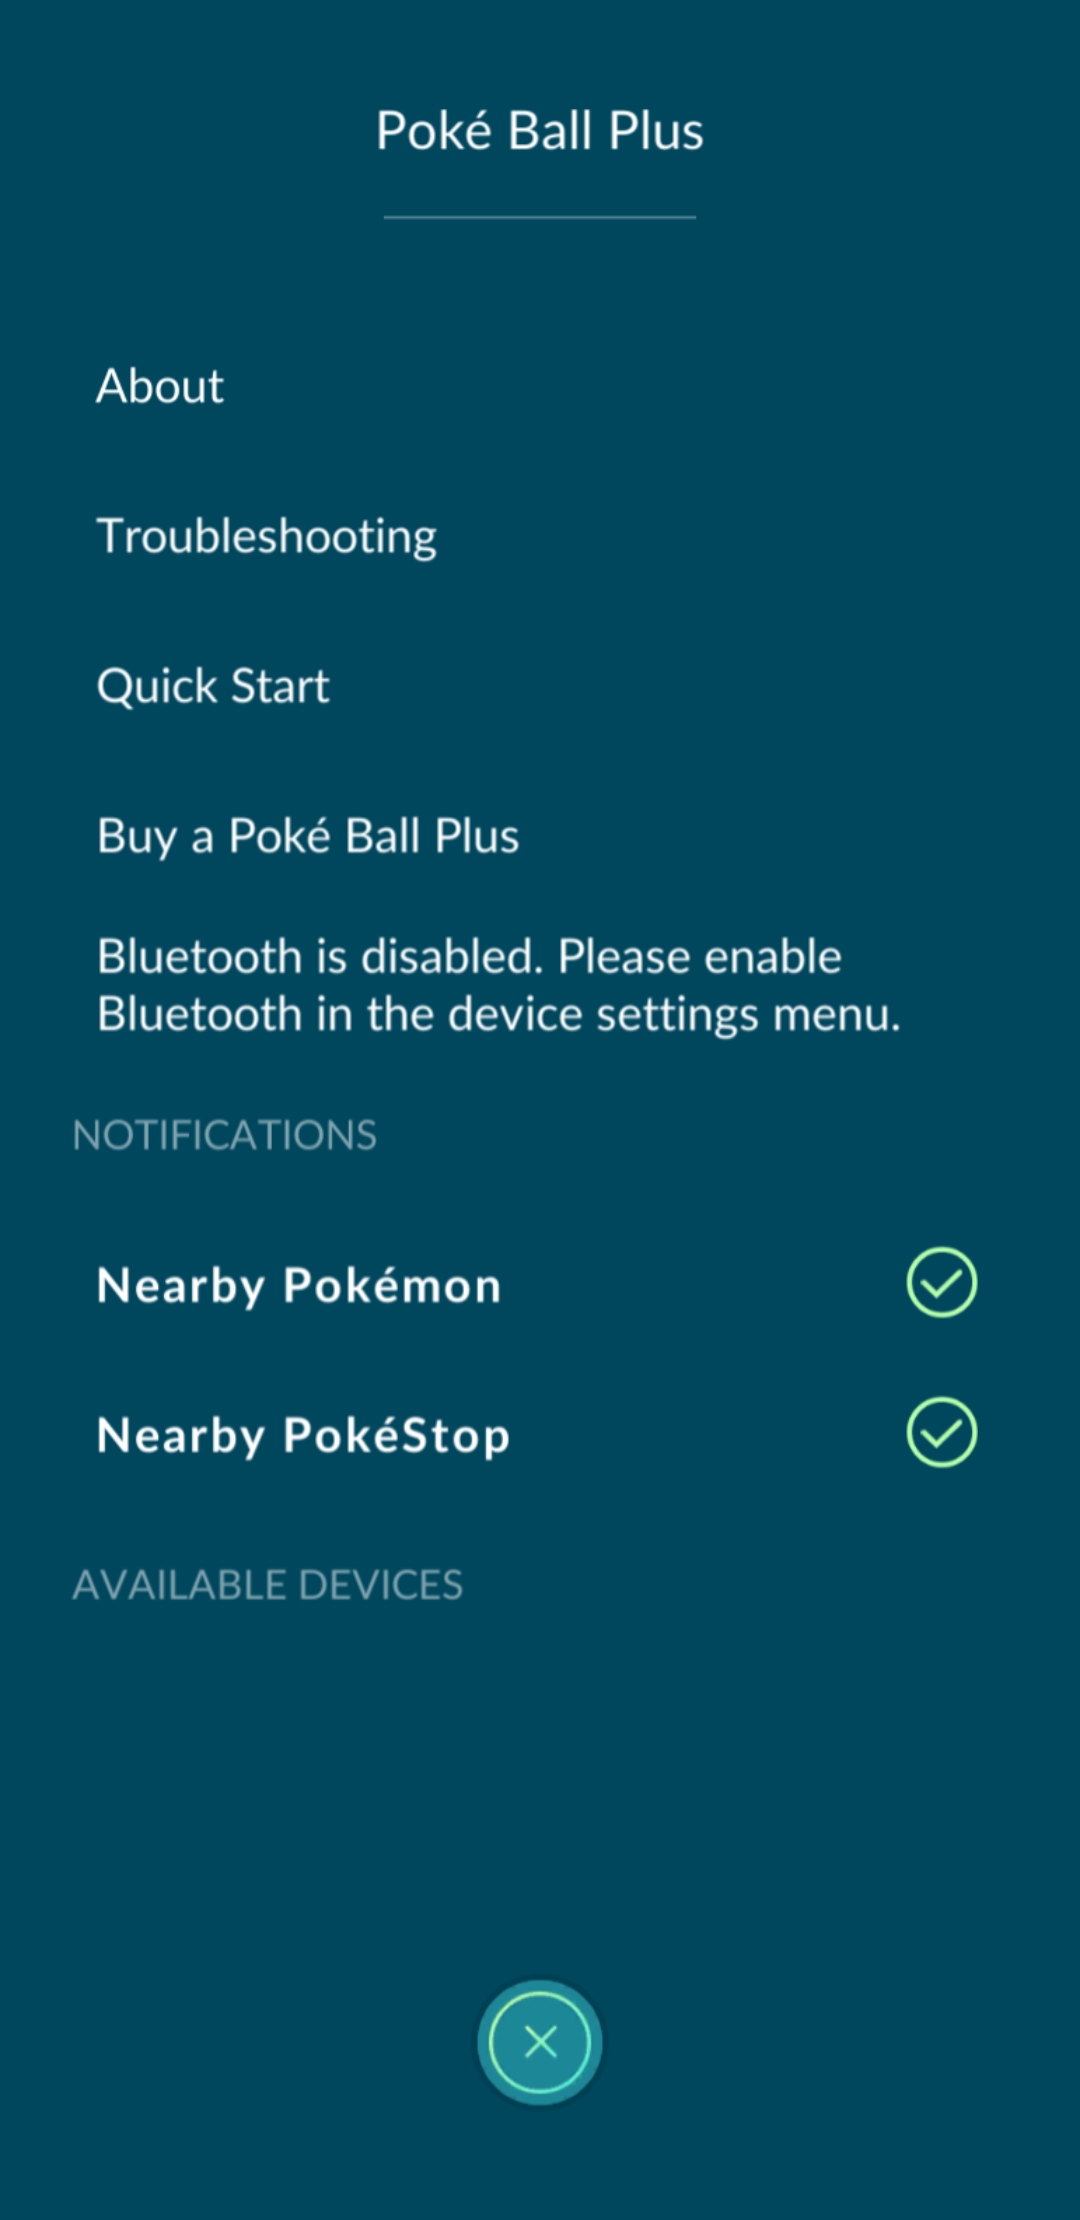 Poké Ball Plus
About
Troubleshooting
Quick Start
Buy a Poké Ball Plus
Bluetooth is disabled. Please enable
Bluetooth in the device settings menu.
NOTIFICATIONS
Nearby Pokémon
Nearby PokéStop
AVAILABLE DEVICES